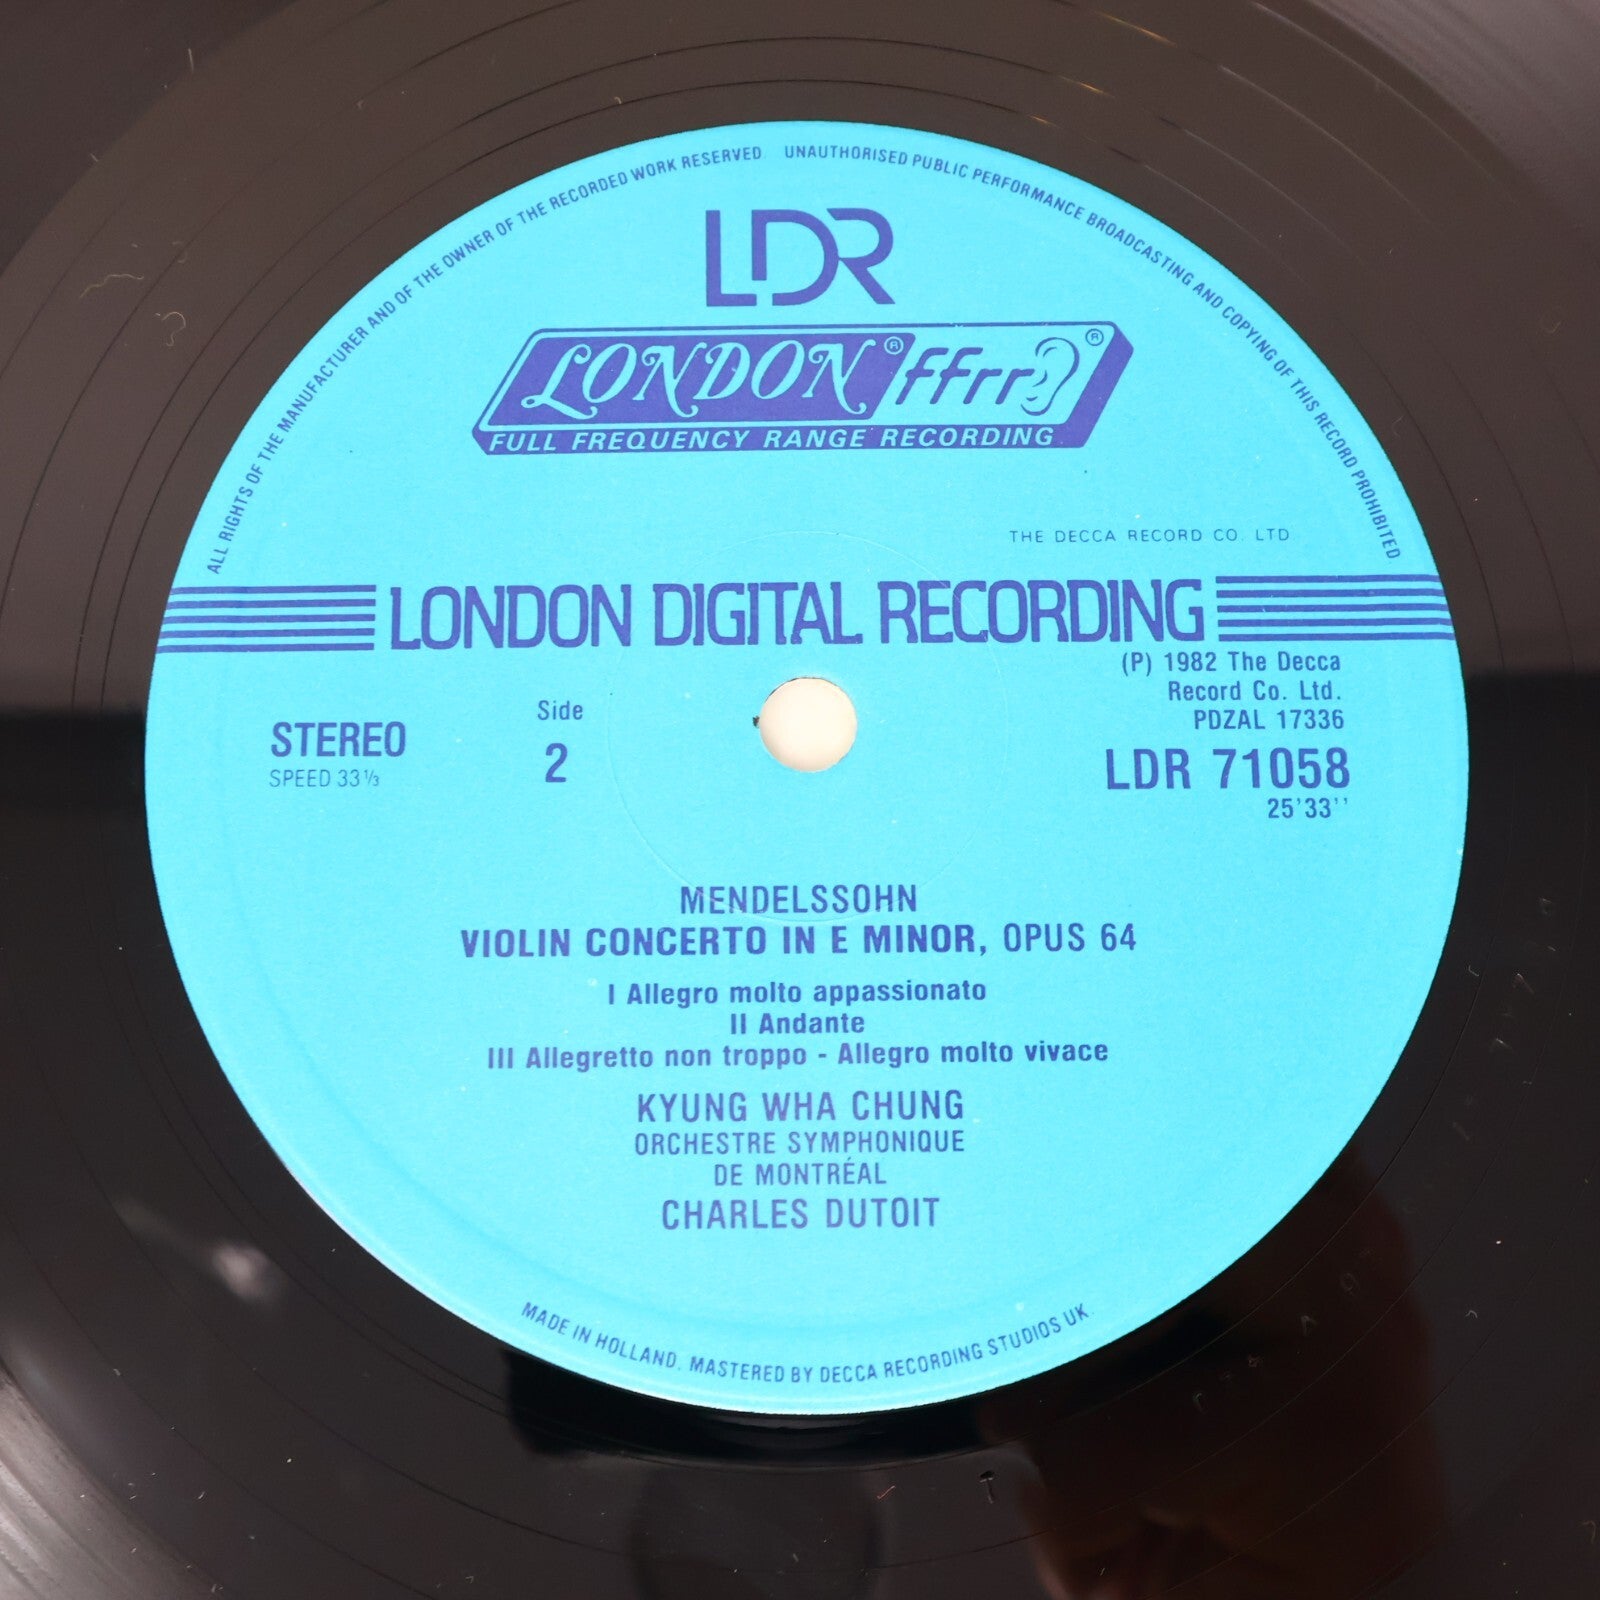 ALL RIGHTS OF THE MANUFACTURER AND OF THE OWNER OF THE RECORDED WORK RESERVED UNAUTHORISED PUBLIC PERFORMANCE BROADCASTING AND COPYING OF THIS RECORD PROHIBITED.
LDR
LONDON® ffrr®
FULL FREQUENCY RANGE RECORDING
THE DECCA RECORD CO. LTD
LONDON DIGITAL RECORDING
(P) 1982 The Decca
Record Co. Ltd.
PDZAL 17336
STEREO
SPEED 33⅓
Side
2
LDR 71058
25'33''
MENDELSSOHN
VIOLIN CONCERTO IN E MINOR, OPUS 64
I Allegro molto appassionato
II Andante
III Allegretto non troppo - Allegro molto vivace
KYUNG WHA CHUNG
ORCHESTRE SYMPHONIQUE
DE MONTRÉAL
CHARLES DUTOIT
MADE IN HOLLAND. MASTERED BY DECCA RECORDING STUDIOS UK.